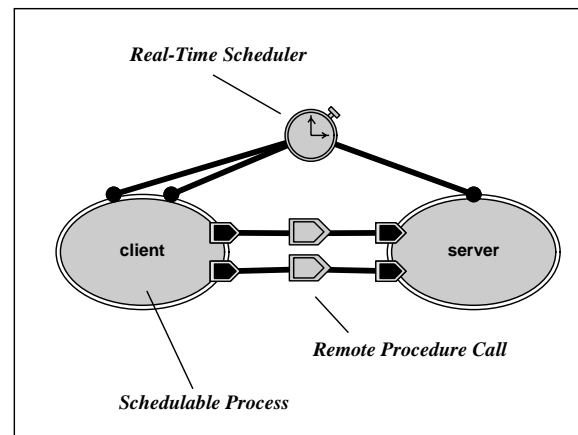 Real-Time Scheduler
client
server
Remote Procedure Call
Schedulable Process